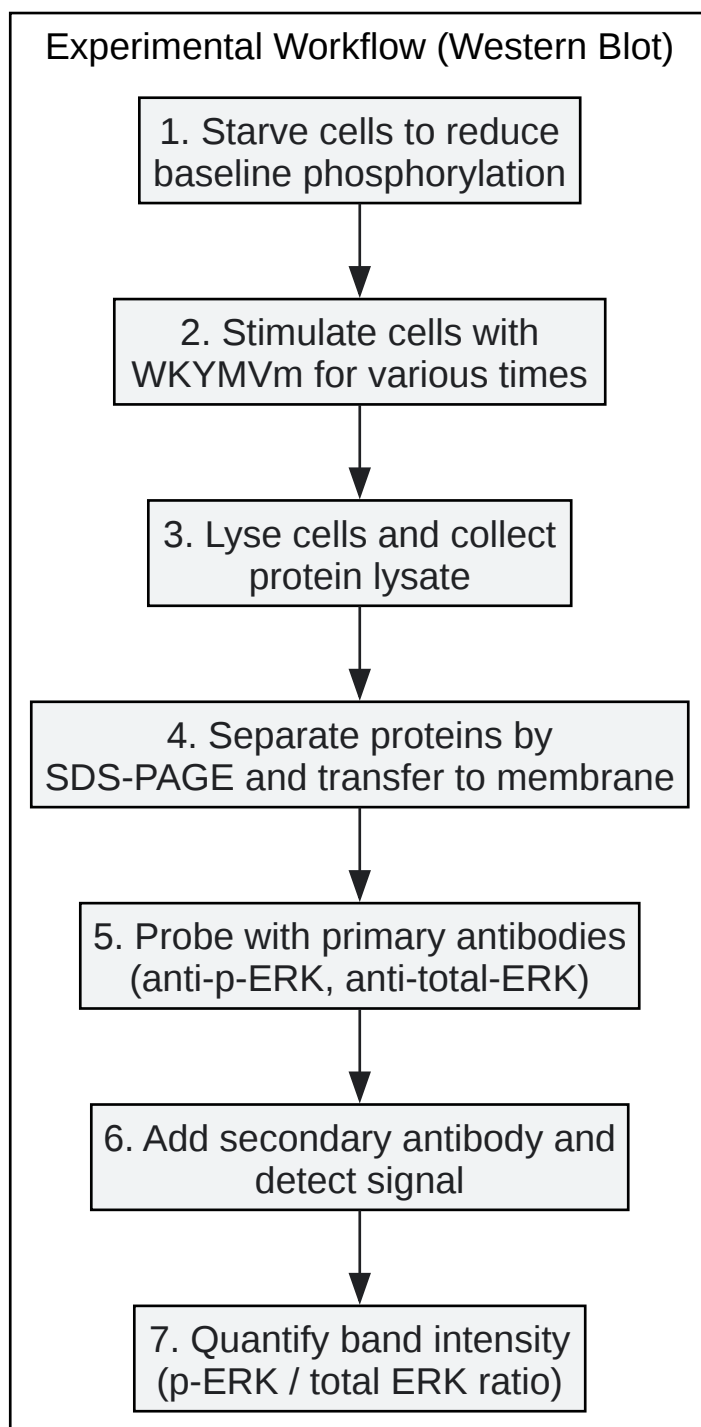 Experimental Workflow (Western Blot)
1. Starve cells to reduce
baseline phosphorylation
2. Stimulate cells with
WKYMVm for various times
3. Lyse cells and collect
protein lysate
4. Separate proteins by
SDS-PAGE and transfer to membrane
5. Probe with primary antibodies
(anti-p-ERK, anti-total-ERK)
6. Add secondary antibody and
detect signal
7. Quantify band intensity
(p-ERK / total ERK ratio)